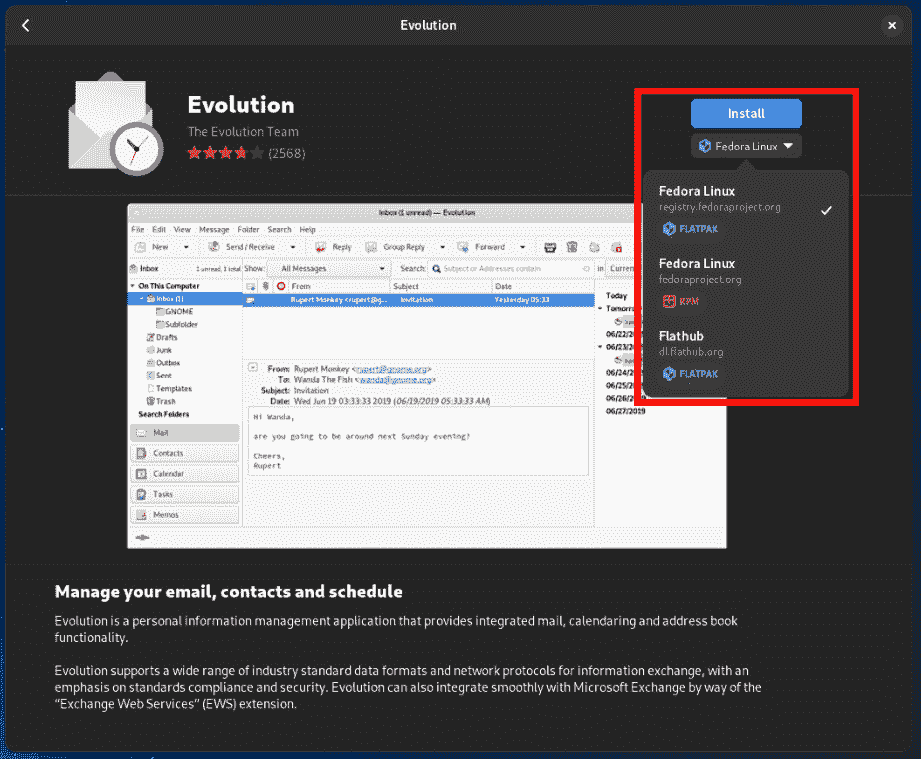 Evolution
Evolution
The Evolution Team
(2568)
Install
Fedora Linux
Fedora Linux
registry.fedoraproject.org
FLATPAK
Fedora Linux
fedoraproject.org
RPM
Flathub
dl.flathub.org
FLATPAK
Inbox (1 unread) — Evolution
File Edit View Message Folder Search Help
New Send / Receive Reply Group Reply Forward
Inbox 1 unread, 1 total Show: All Messages Search: Subject or Addresses contain in Curren
On This Computer
Inbox (1)
GNOME
Subfolder
Drafts
Junk
Outbox
Sent
Templates
Trash
Search Folders
Mail
Contacts
Calendar
Tasks
Memos
From Subject Date
Rupert Monkey <rupert@g... Invitation Yesterday 05:33
From: Rupert Monkey <rupert@gnome.org>
To: Wanda The Fish <wanda@gnome.org>
Subject: Invitation
Date: Wed Jun 19 03:33:33 2019 (06/19/2019 05:33:33 AM)
Hi Wanda,
are you going to be around next Sunday evening?
Cheers,
Rupert
Today
Tomorro
06/22/2
06/23/2
06/24/2
06/25/2
06/26/2
06/27/2019
Manage your email, contacts and schedule
Evolution is a personal information management application that provides integrated mail, calendaring and address book
functionality.
Evolution supports a wide range of industry standard data formats and network protocols for information exchange, with an
emphasis on standards compliance and security. Evolution can also integrate smoothly with Microsoft Exchange by way of the
“Exchange Web Services” (EWS) extension.